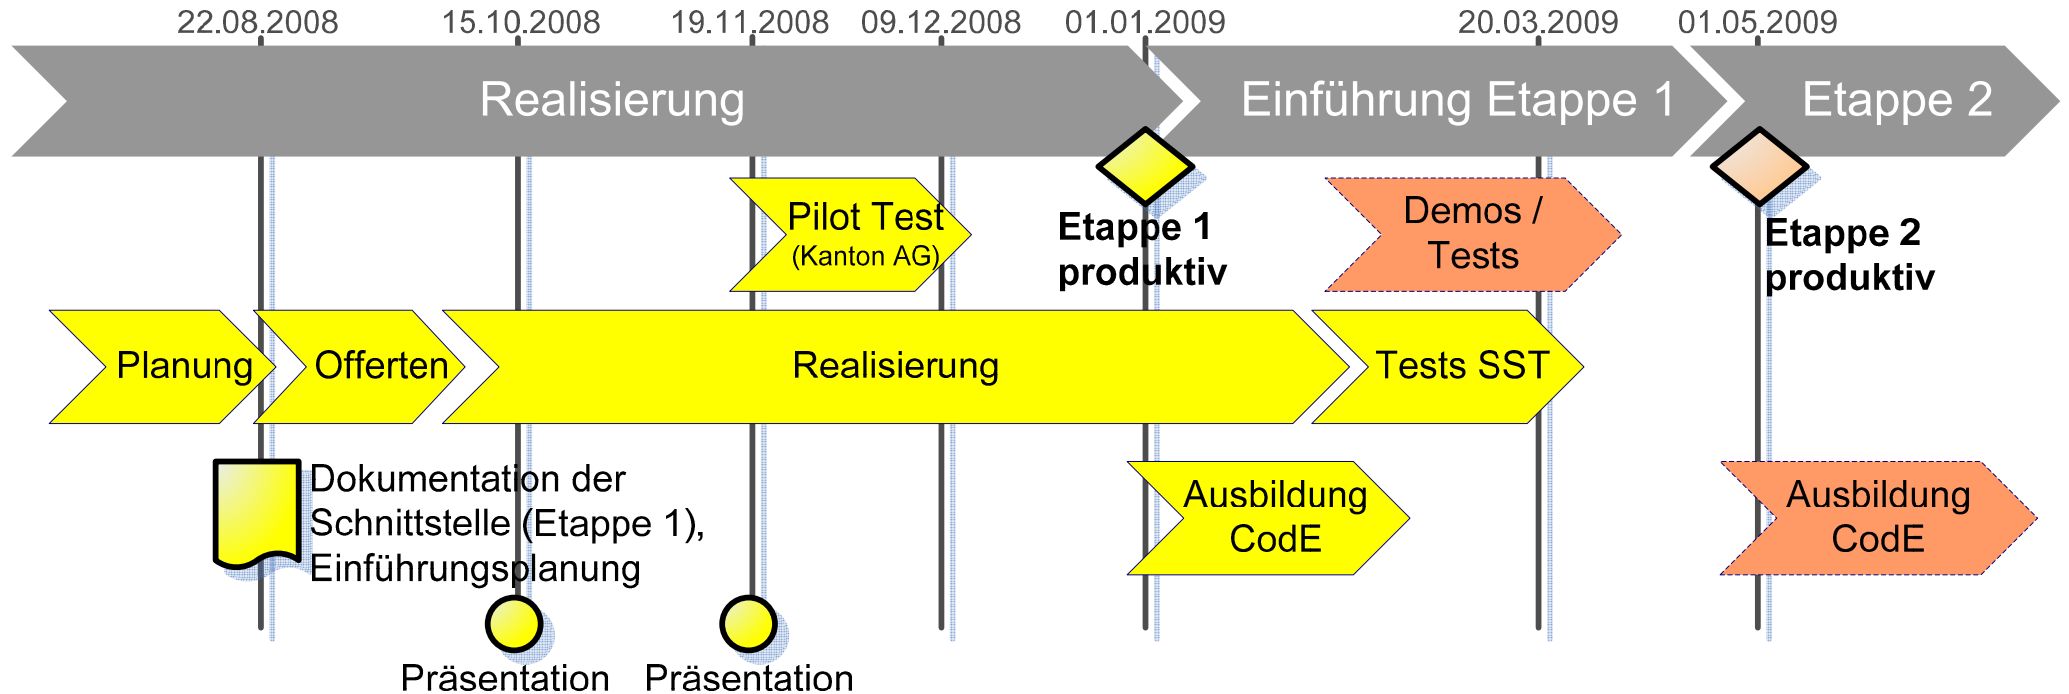 22.08.2008
15.10.2008
19.11.2008
09.12.2008
01.01.2009
20.03.2009
01.05.2009
Realisierung
Einführung Etappe 1
Etappe 2
Pilot Test
(Kanton AG)
Etappe 1
produktiv
Demos /
Tests
Etappe 2
produktiv
Planung
Offerten
Realisierung
Tests SST
Dokumentation der
Schnittstelle (Etappe 1),
Einführungsplanung
Ausbildung
CodE
Ausbildung
CodE
Präsentation
Präsentation